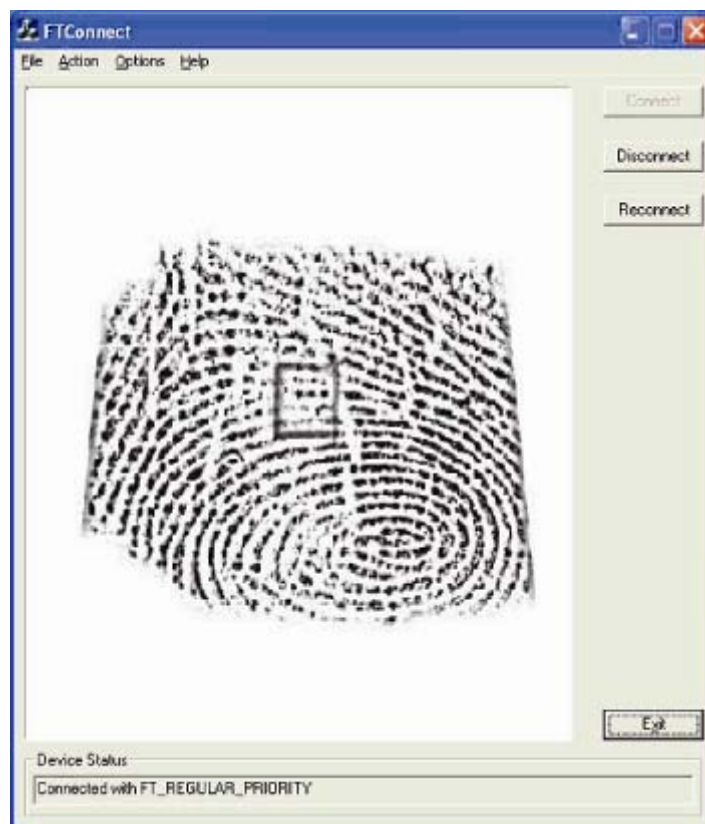 FTConnect
File Action Options Help
Connect
Disconnect
Reconnect
Exit
Device Status
Connected with FT_REGULAR_PRIORITY